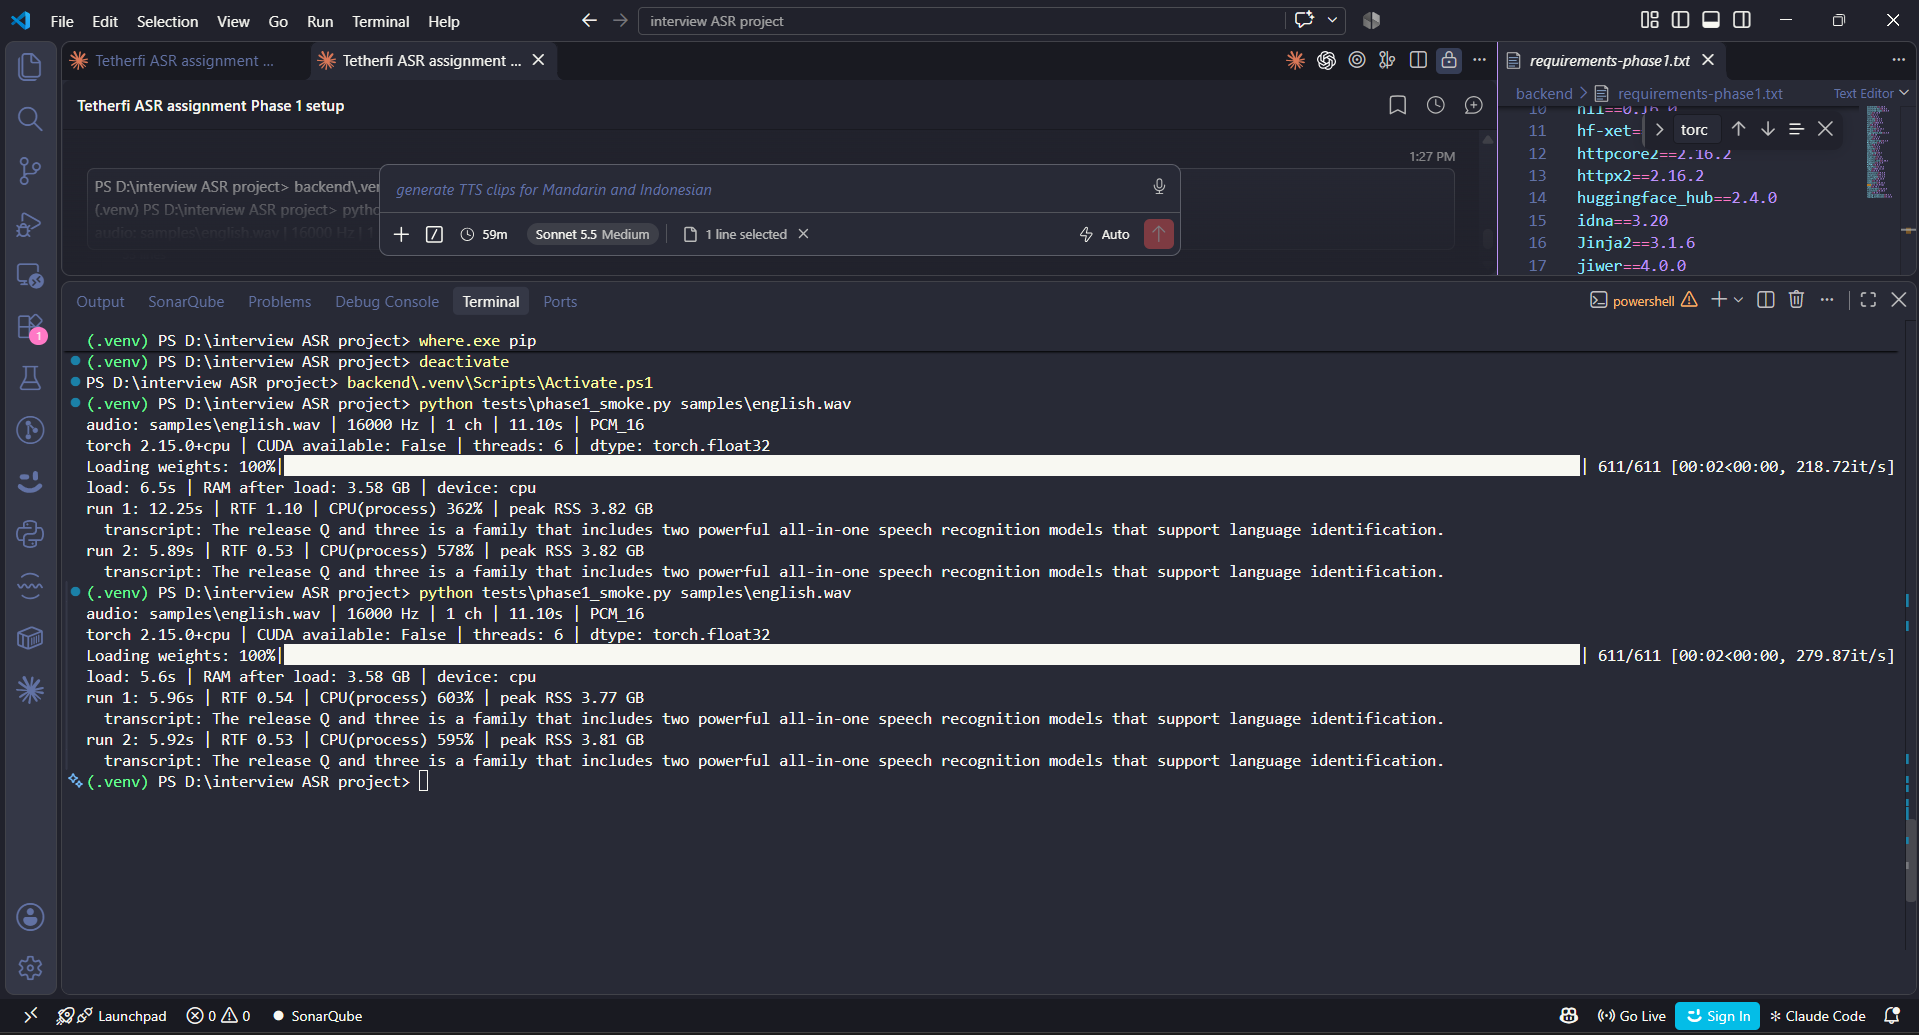 File Edit Selection View Go Run Terminal Help
interview ASR project
Tetherfi ASR assignment ...
Tetherfi ASR assignment ...
Tetherfi ASR assignment Phase 1 setup
1:27 PM
PS D:\interview ASR project> backend\.ven
(.venv) PS D:\interview ASR project> pytho
audio: samples\english.wav | 16000 Hz | 1
generate TTS clips for Mandarin and Indonesian
59m Sonnet 5.5 Medium 1 line selected Auto
requirements-phase1.txt
backend > requirements-phase1.txt Text Editor
torc
10 h11==0.16.0
11 hf-xet=
12 httpcore2==2.16.2
13 httpx2==2.16.2
14 huggingface_hub==2.4.0
15 idna==3.20
16 Jinja2==3.1.6
17 jiwer==4.0.0
Output SonarQube Problems Debug Console Terminal Ports
powershell
(.venv) PS D:\interview ASR project> where.exe pip
(.venv) PS D:\interview ASR project> deactivate
PS D:\interview ASR project> backend\.venv\Scripts\Activate.ps1
(.venv) PS D:\interview ASR project> python tests\phase1_smoke.py samples\english.wav
audio: samples\english.wav | 16000 Hz | 1 ch | 11.10s | PCM_16
torch 2.15.0+cpu | CUDA available: False | threads: 6 | dtype: torch.float32
Loading weights: 100%| | 611/611 [00:02<00:00, 218.72it/s]
load: 6.5s | RAM after load: 3.58 GB | device: cpu
run 1: 12.25s | RTF 1.10 | CPU(process) 362% | peak RSS 3.82 GB
transcript: The release Q and three is a family that includes two powerful all-in-one speech recognition models that support language identification.
run 2: 5.89s | RTF 0.53 | CPU(process) 578% | peak RSS 3.82 GB
transcript: The release Q and three is a family that includes two powerful all-in-one speech recognition models that support language identification.
(.venv) PS D:\interview ASR project> python tests\phase1_smoke.py samples\english.wav
audio: samples\english.wav | 16000 Hz | 1 ch | 11.10s | PCM_16
torch 2.15.0+cpu | CUDA available: False | threads: 6 | dtype: torch.float32
Loading weights: 100%| | 611/611 [00:02<00:00, 279.87it/s]
load: 5.6s | RAM after load: 3.58 GB | device: cpu
run 1: 5.96s | RTF 0.54 | CPU(process) 603% | peak RSS 3.77 GB
transcript: The release Q and three is a family that includes two powerful all-in-one speech recognition models that support language identification.
run 2: 5.92s | RTF 0.53 | CPU(process) 595% | peak RSS 3.81 GB
transcript: The release Q and three is a family that includes two powerful all-in-one speech recognition models that support language identification.
(.venv) PS D:\interview ASR project>
1
Launchpad 0 0 SonarQube
Go Live Sign In Claude Code